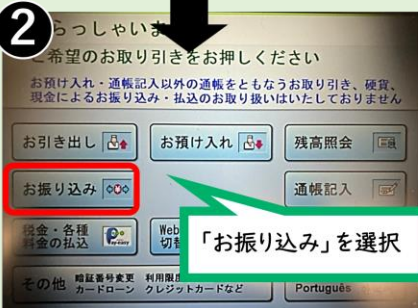 2
らっしゃいま
ご希望のお取り引きをお押しください
お預け入れ・通帳記入以外の通帳をともなうお取り引き、硬貨、
現金によるお振り込み・払込のお取り扱いはいたしておりません
お引き出し
お預け入れ
残高照会
お振り込み
通帳記入
税金・各種
料金の払込
Pay-easy
Web
切替
「お振り込み」を選択
その他
暗証番号変更
カードローン
利用限度
クレジットカードなど
Português